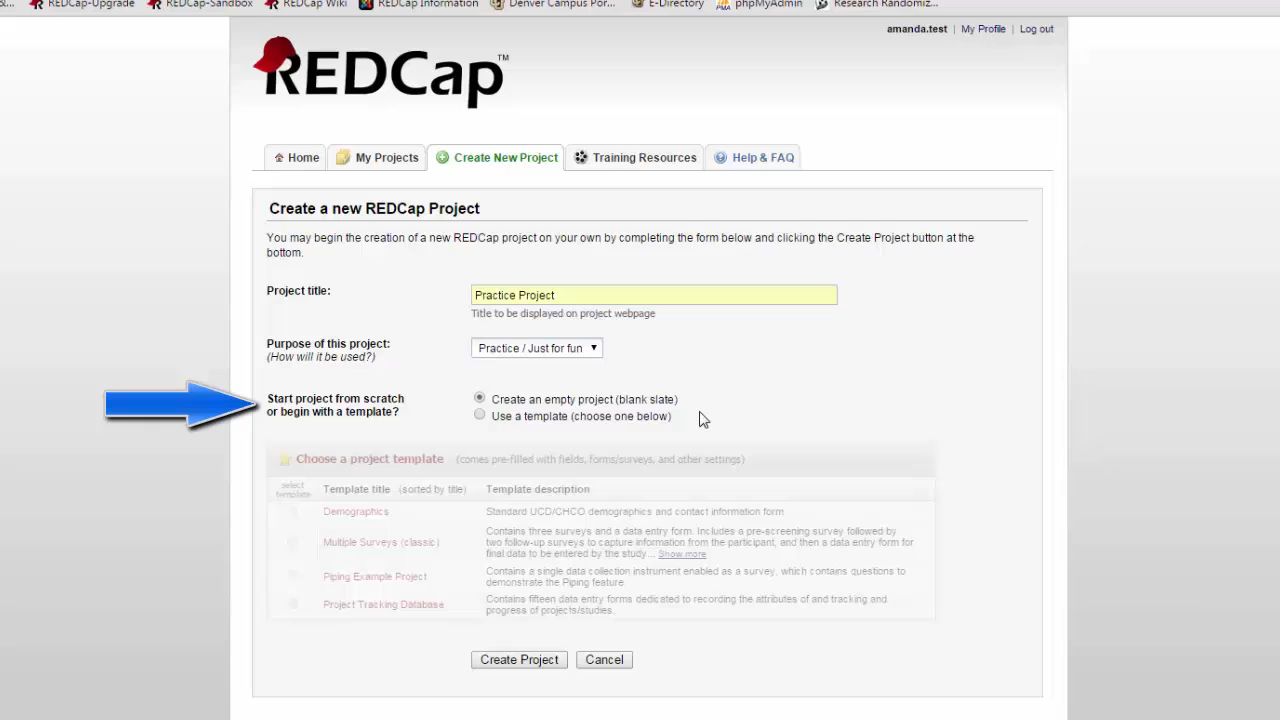 REDCap-Upgrade REDCap-Sandbox REDCap Wiki REDCap Information Denver Campus Por... E-Directory phpMyAdmin Research Randomiz...
amanda.test | My Profile | Log out
REDCap™
Home My Projects Create New Project Training Resources Help & FAQ
Create a new REDCap Project
You may begin the creation of a new REDCap project on your own by completing the form below and clicking the Create Project button at the
bottom.
Project title: Practice Project
Title to be displayed on project webpage
Purpose of this project: Practice / Just for fun
(How will it be used?)
Start project from scratch Create an empty project (blank slate)
or begin with a template? Use a template (choose one below)
Choose a project template (comes pre-filled with fields, forms/surveys, and other settings)
select template Template title (sorted by title) Template description
Demographics Standard UCD/CHCO demographics and contact information form
Multiple Surveys (classic) Contains three surveys and a data entry form. Includes a pre-screening survey followed by
two follow-up surveys to capture information from the participant, and then a data entry form for
final data to be entered by the study... Show more
Piping Example Project Contains a single data collection instrument enabled as a survey, which contains questions to
demonstrate the Piping feature.
Project Tracking Database Contains fifteen data entry forms dedicated to recording the attributes of and tracking and
progress of projects/studies.
Create Project Cancel